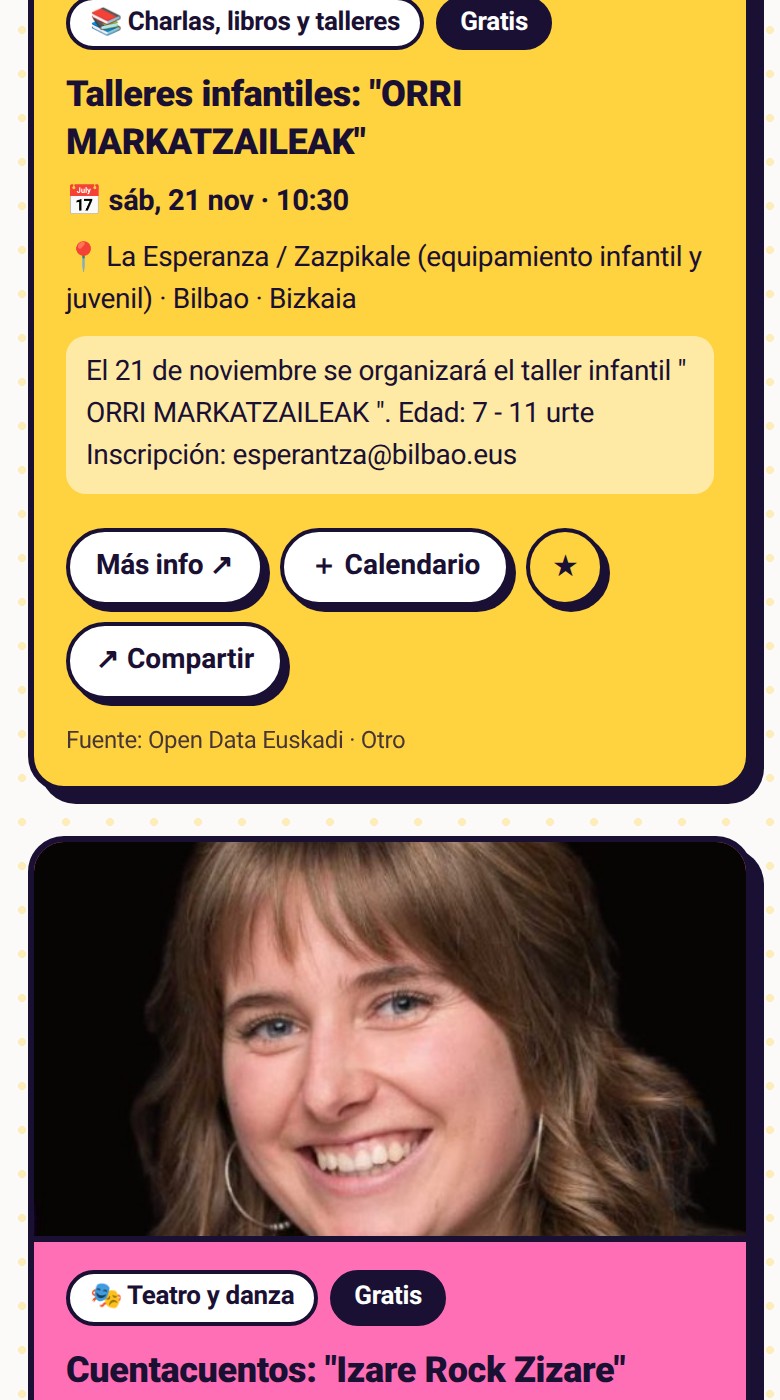 📚 Charlas, libros y talleres Gratis
Talleres infantiles: "ORRI
MARKATZAILEAK"
📅 sáb, 21 nov · 10:30
📍 La Esperanza / Zazpikale (equipamiento infantil y
juvenil) · Bilbao · Bizkaia
El 21 de noviembre se organizará el taller infantil "
ORRI MARKATZAILEAK ". Edad: 7 - 11 urte
Inscripción: esperantza@bilbao.eus
Más info ↗ + Calendario ★
↗ Compartir
Fuente: Open Data Euskadi · Otro
🎭 Teatro y danza Gratis
Cuentacuentos: "Izare Rock Zizare"